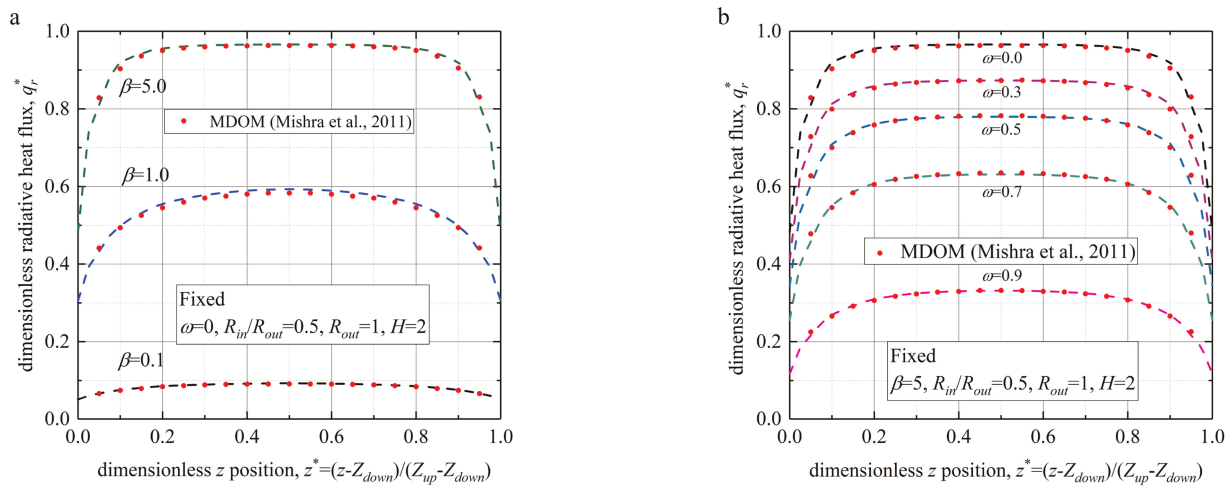 a
dimensionless radiative heat flux, q_r^*
1.0
0.8
0.6
0.4
0.2
0.0
β=5.0
MDOM (Mishra et al., 2011)
β=1.0
Fixed
ω=0, R_in/R_out=0.5, R_out=1, H=2
β=0.1
0.0 0.2 0.4 0.6 0.8 1.0
dimensionless z position, z^*=(z-Z_down)/(Z_up-Z_down)
b
dimensionless radiative heat flux, q_r^*
1.0
0.8
0.6
0.4
0.2
0.0
ω=0.0
ω=0.3
ω=0.5
ω=0.7
MDOM (Mishra et al., 2011)
ω=0.9
Fixed
β=5, R_in/R_out=0.5, R_out=1, H=2
0.0 0.2 0.4 0.6 0.8 1.0
dimensionless z position, z^*=(z-Z_down)/(Z_up-Z_down)